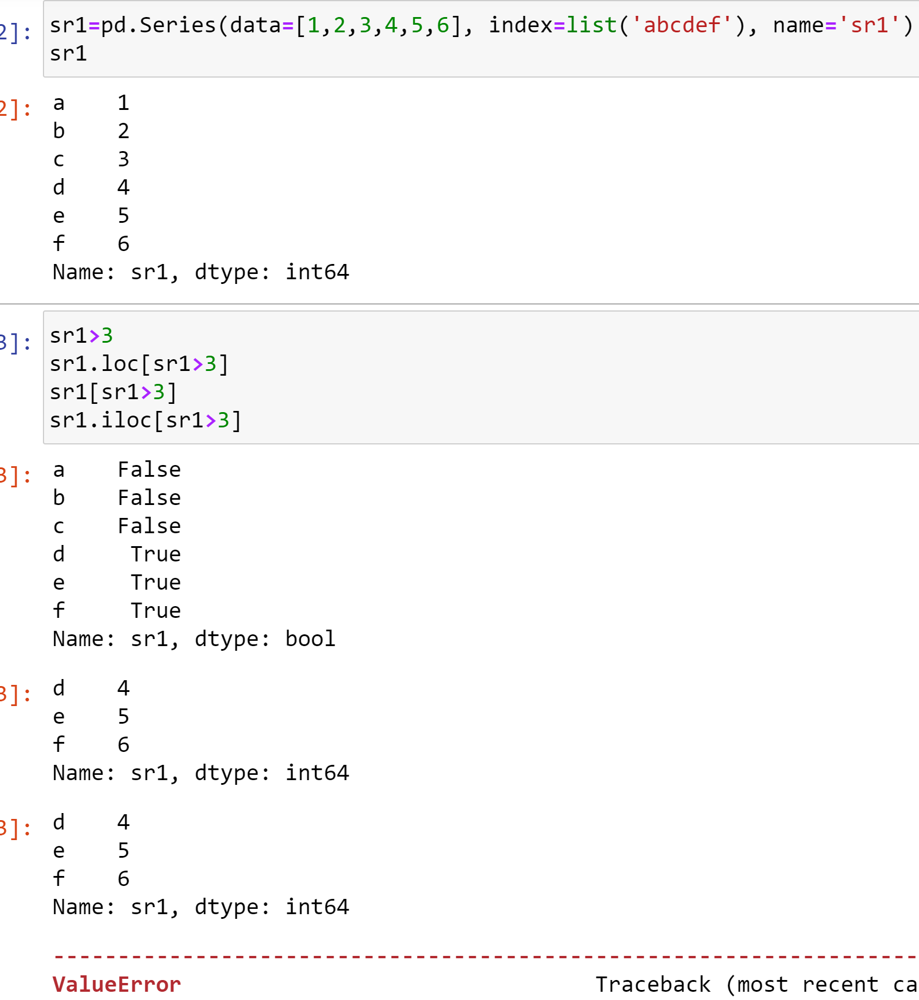 2]: sr1=pd.Series(data=[1,2,3,4,5,6], index=list('abcdef'), name='sr1')
sr1
2]: a    1
b    2
c    3
d    4
e    5
f    6
Name: sr1, dtype: int64
3]: sr1>3
sr1.loc[sr1>3]
sr1[sr1>3]
sr1.iloc[sr1>3]
3]: a    False
b    False
c    False
d     True
e     True
f     True
Name: sr1, dtype: bool
3]: d    4
e    5
f    6
Name: sr1, dtype: int64
3]: d    4
e    5
f    6
Name: sr1, dtype: int64
-------------------------------------------------------------------
ValueError                                Traceback (most recent ca